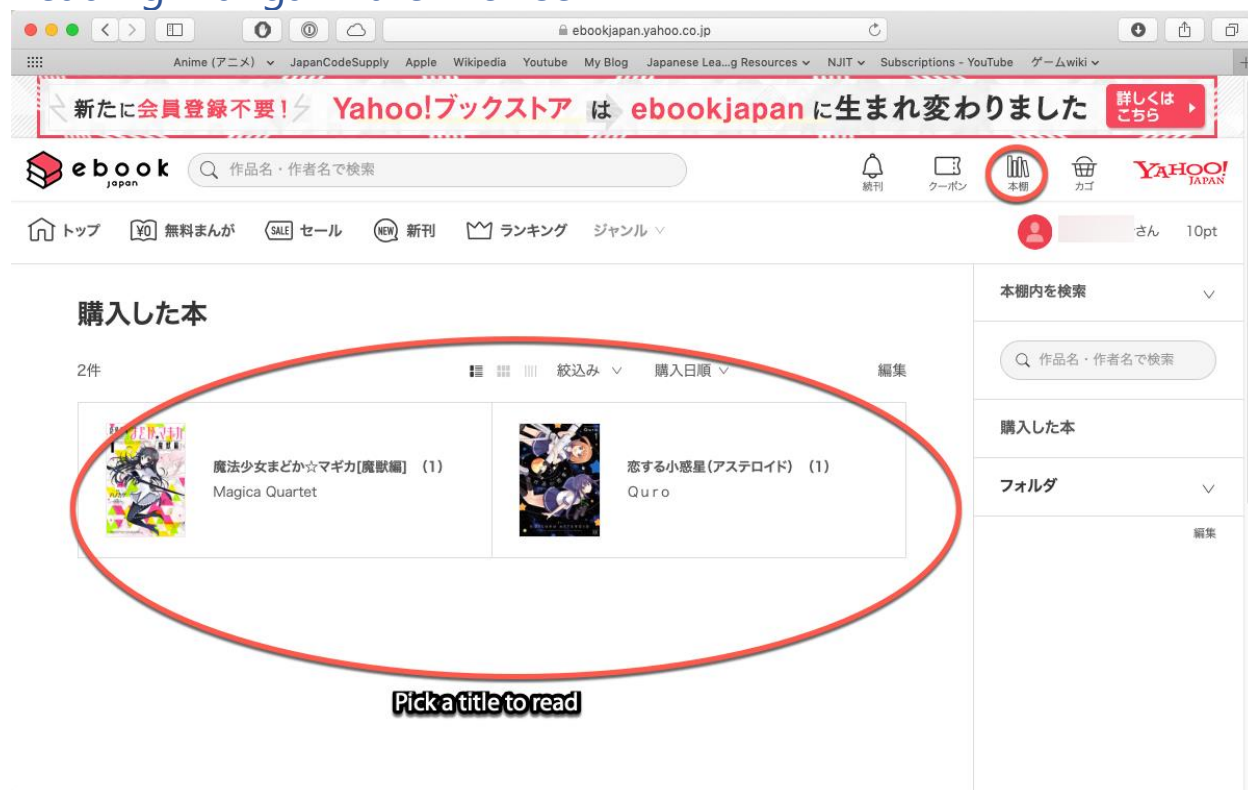 ebookjapan.yahoo.co.jp
Anime (アニメ) JapanCodeSupply Apple Wikipedia Youtube My Blog Japanese Lea...g Resources NJIT Subscriptions - YouTube ゲームwiki
新たに会員登録不要! Yahoo!ブックストア は ebookjapan に生まれ変わりました 詳しくは
こちら
ebook
japan
作品名・作者名で検索
続刊 クーポン 本棚 カゴ
YAHOO!
JAPAN
トップ ¥0 無料まんが SALE セール NEW 新刊 ランキング ジャンル
さん 10pt
購入した本
2件 絞込み 購入日順 編集
魔法少女まどか☆マギカ[魔獣編] (1)
Magica Quartet
恋する小惑星(アステロイド) (1)
Quro
本棚内を検索
作品名・作者名で検索
購入した本
フォルダ
編集
Pick a title to read